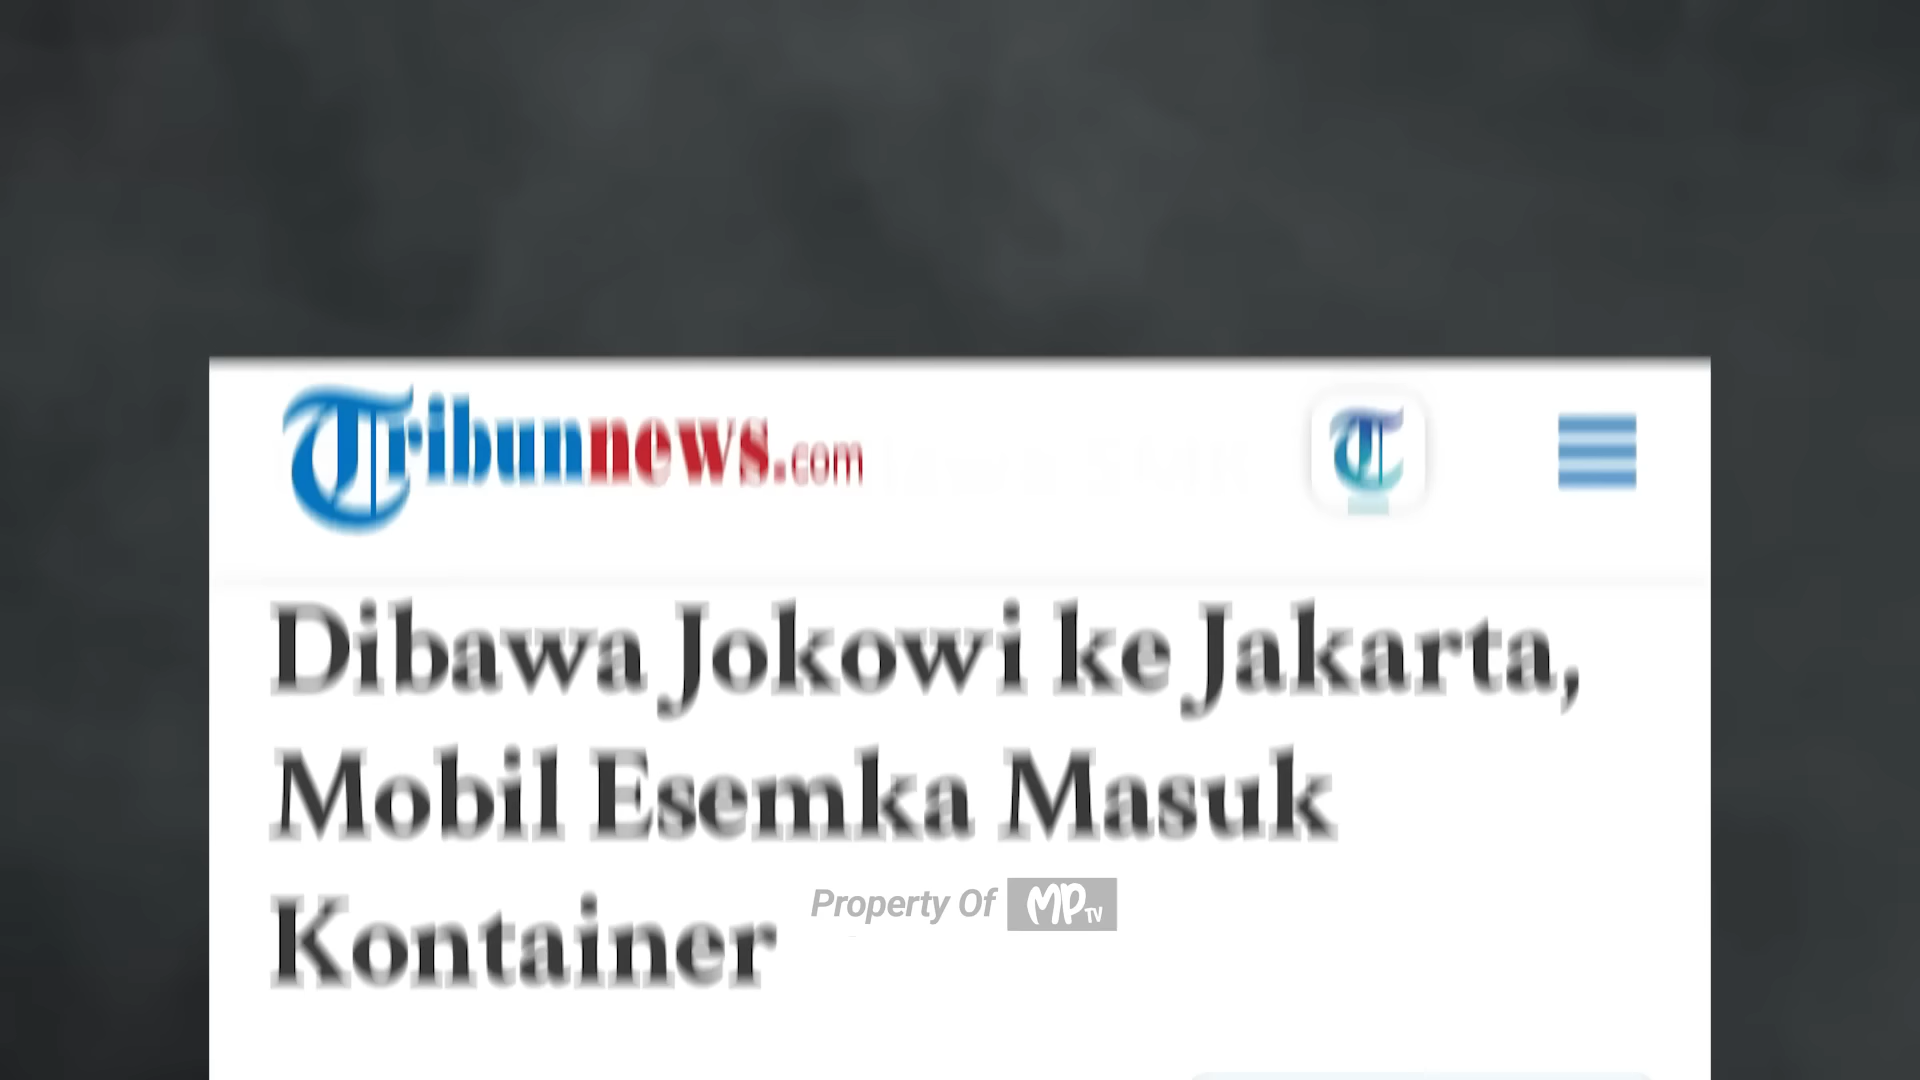 Tribunnews.com
Dibawa Jokowi ke Jakarta,
Mobil Esemka Masuk
Kontainer
Property Of MPTV